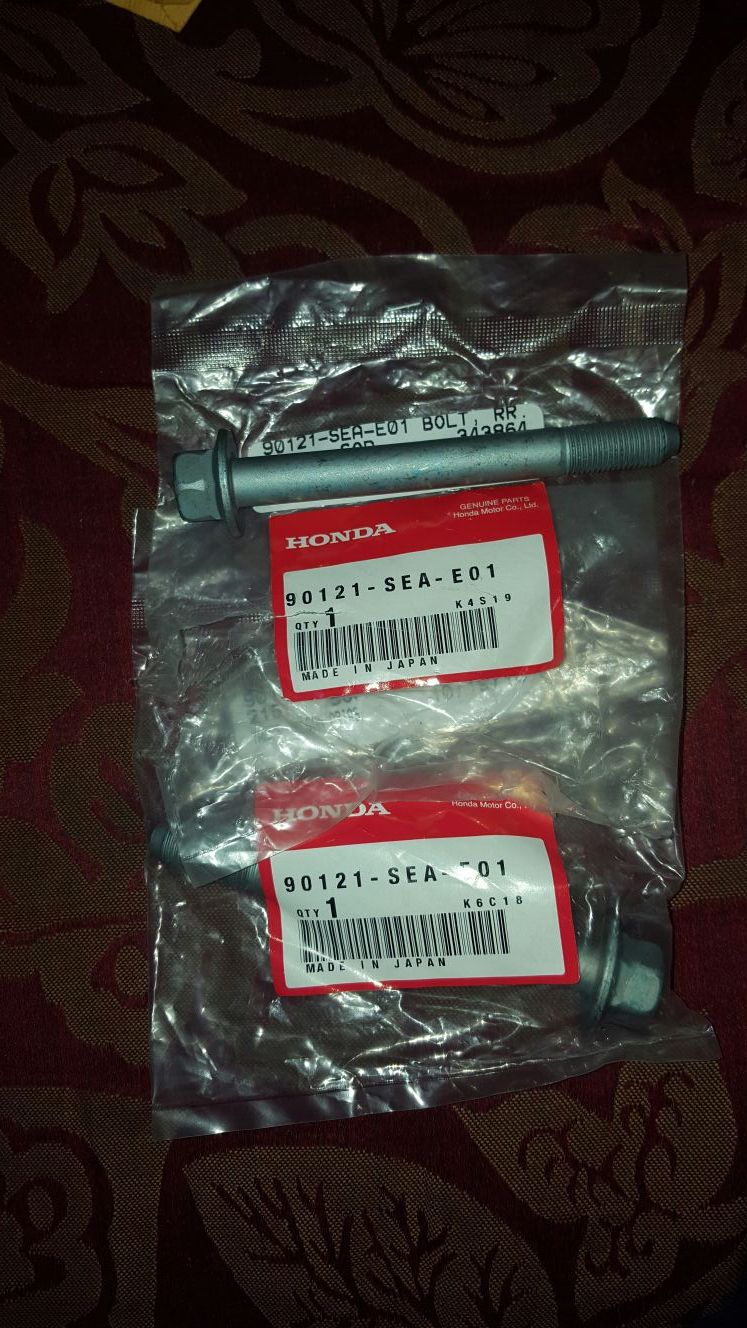 90121-SEA-E01 BOLT, RR.
343864
GENUINE PARTS
Honda Motor Co., Ltd.
HONDA
90121-SEA-E01
K4S19
QTY 1
MADE IN JAPAN
HONDA
Honda Motor Co.,
90121-SEA-E01
QTY 1
K6C18
MADE IN JAPAN